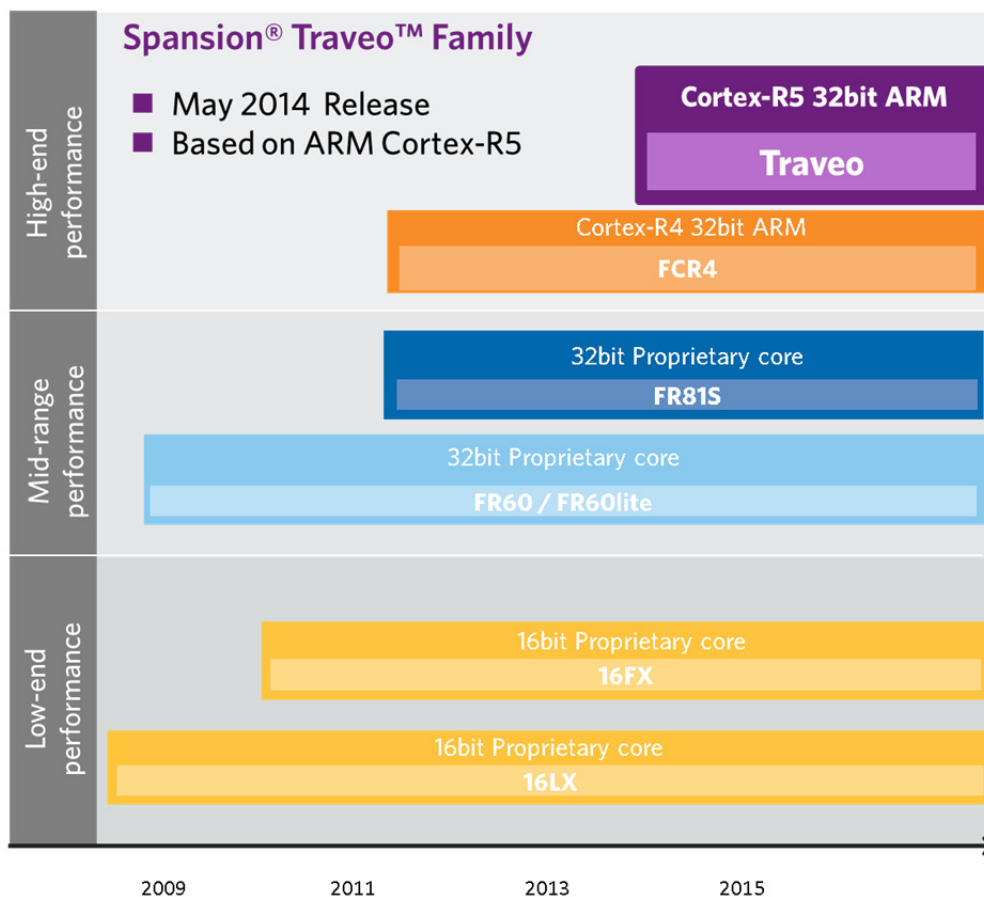 Spansion® Traveo™ Family
May 2014 Release
Based on ARM Cortex-R5
High-end
performance
Cortex-R5 32bit ARM
Traveo
Cortex-R4 32bit ARM
FCR4
Mid-range
performance
32bit Proprietary core
FR81S
32bit Proprietary core
FR60 / FR60lite
Low-end
performance
16bit Proprietary core
16FX
16bit Proprietary core
16LX
2009 2011 2013 2015